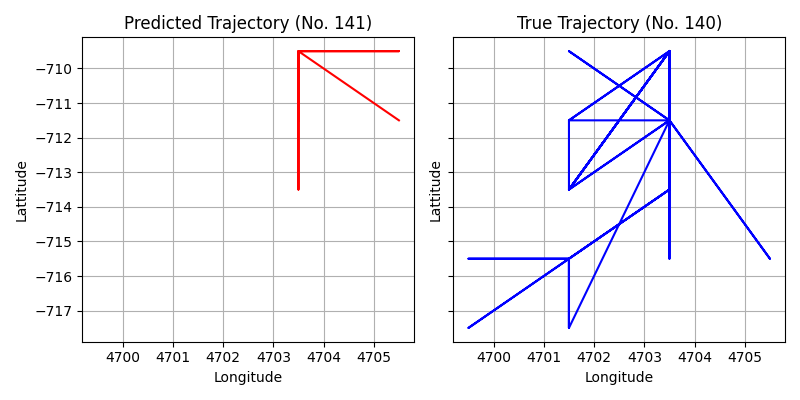 Predicted Trajectory (No. 141)
True Trajectory (No. 140)
Lattitude
−710
−711
−712
−713
−714
−715
−716
−717
4700 4701 4702 4703 4704 4705
Longitude
Lattitude
4700 4701 4702 4703 4704 4705
Longitude